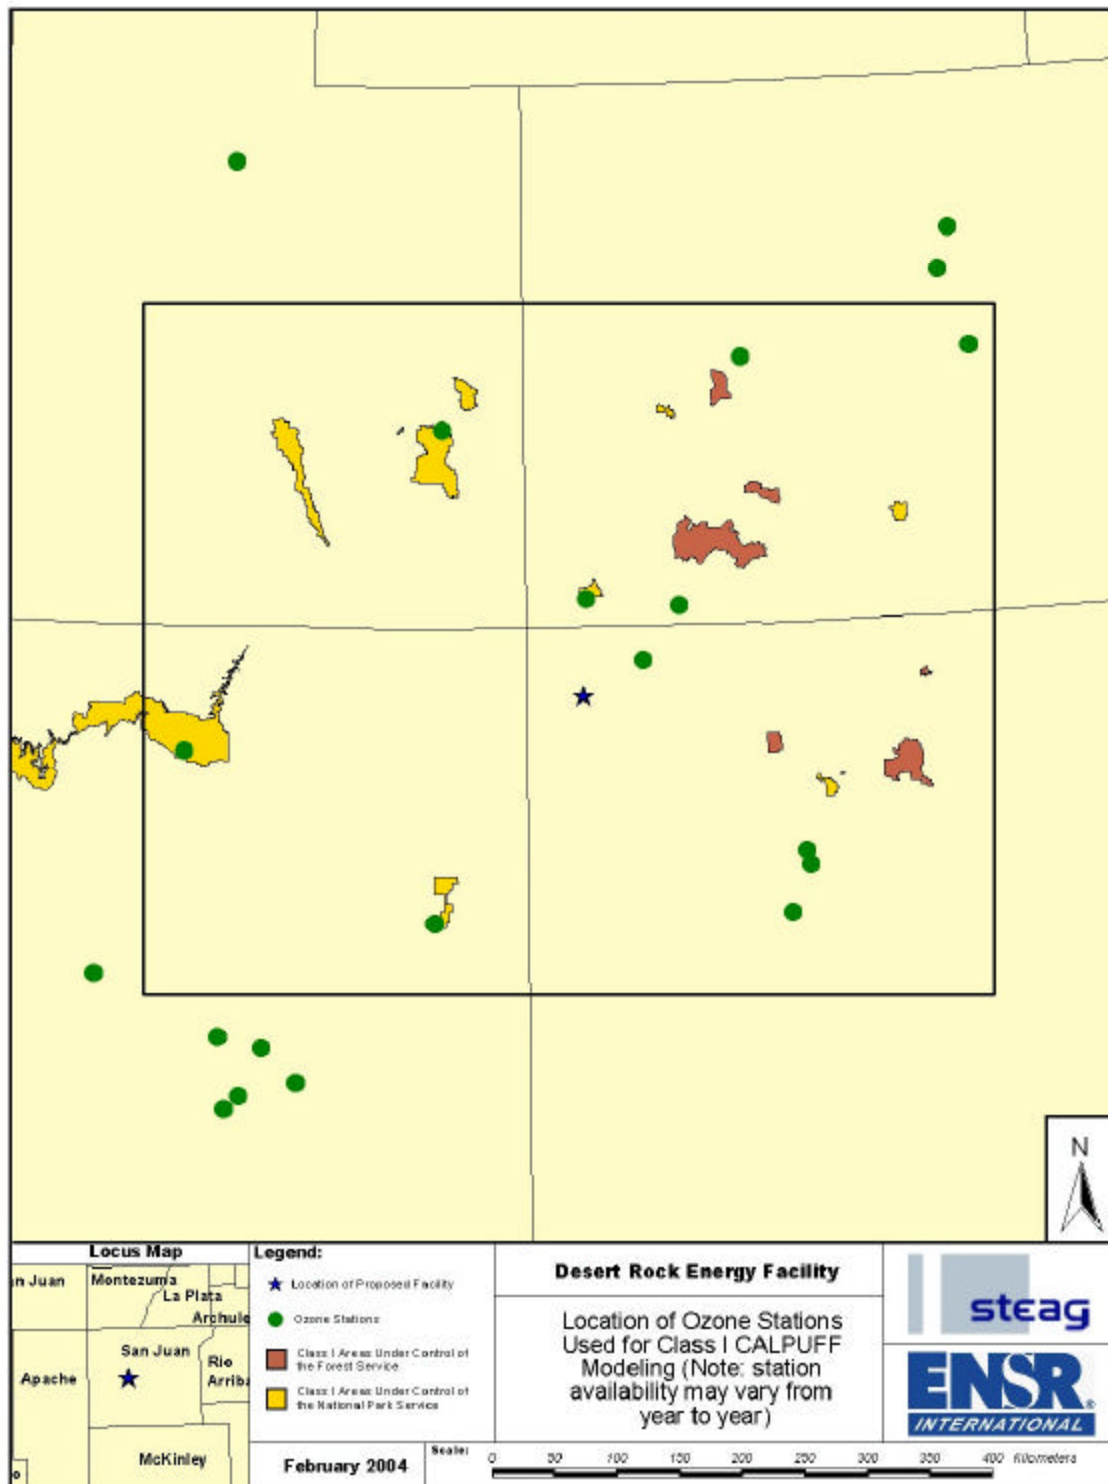 N
Locus Map
n Juan
Montezuma
La Plata
Archule
San Juan
Apache
Rio
Arriba
McKinley
o
Legend:
Location of Proposed Facility
Ozone Stations
Class I Areas Under Control of
the Forest Service
Class I Areas Under Control of
the National Park Service
February 2004
Scale:
0 50 100 150 200 250 300 350 400 Kilometers
Desert Rock Energy Facility
Location of Ozone Stations
Used for Class I CALPUFF
Modeling (Note: station
availability may vary from
year to year)
steag
ENSR®
INTERNATIONAL